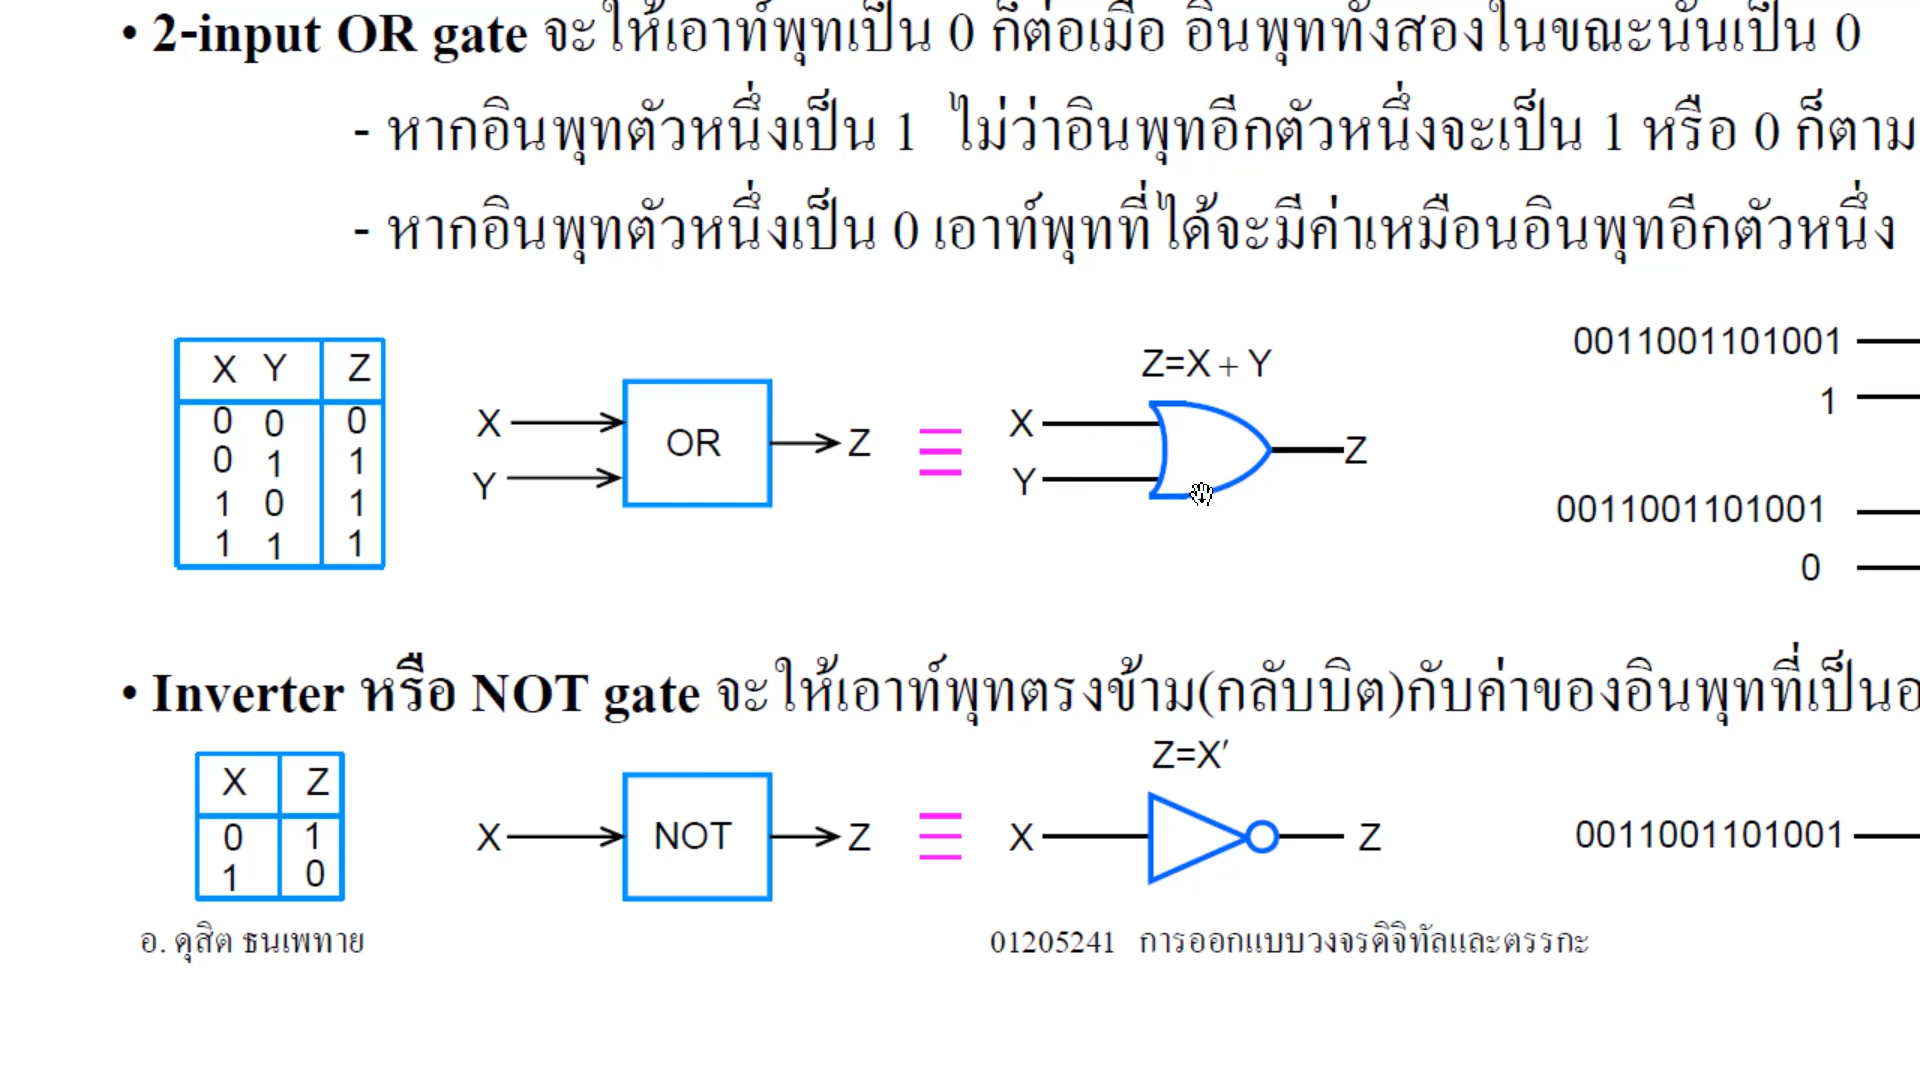 • 2-input OR gate จะให้เอาท์พุทเป็น 0 ก็ต่อเมื่อ อินพุททั้งสองในขณะนั้นเป็น 0
- หากอินพุทตัวหนึ่งเป็น 1 ไม่ว่าอินพุทอีกตัวหนึ่งจะเป็น 1 หรือ 0 ก็ตาม
- หากอินพุทตัวหนึ่งเป็น 0 เอาท์พุทที่ได้จะมีค่าเหมือนอินพุทอีกตัวหนึ่ง
X Y Z
0 0 0
0 1 1
1 0 1
1 1 1
X
Y
OR
Z
Z=X + Y
X
Y
Z
0011001101001
1
0011001101001
0
• Inverter หรือ NOT gate จะให้เอาท์พุทตรงข้าม(กลับบิต)กับค่าของอินพุทที่เป็น
X Z
0 1
1 0
X
NOT
Z
Z=X′
X
Z
0011001101001
อ. ดุสิต ธนเพทาย
01205241 การออกแบบวงจรดิจิทัลและตรรกะ